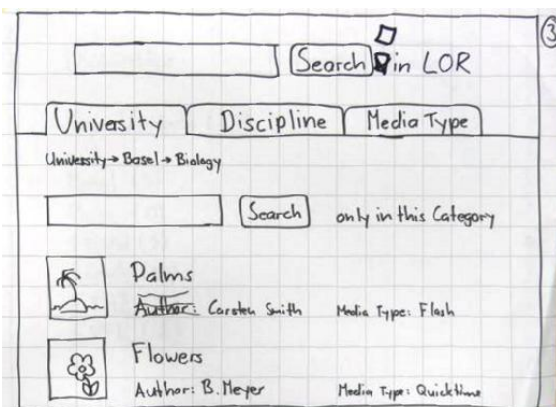 3
Search in LOR
University Discipline Media Type
University → Basel → Biology
Search only in this Category
Palms
Author: Carsten Smith Media Type: Flash
Flowers
Author: B. Meyer Media Type: Quicktime